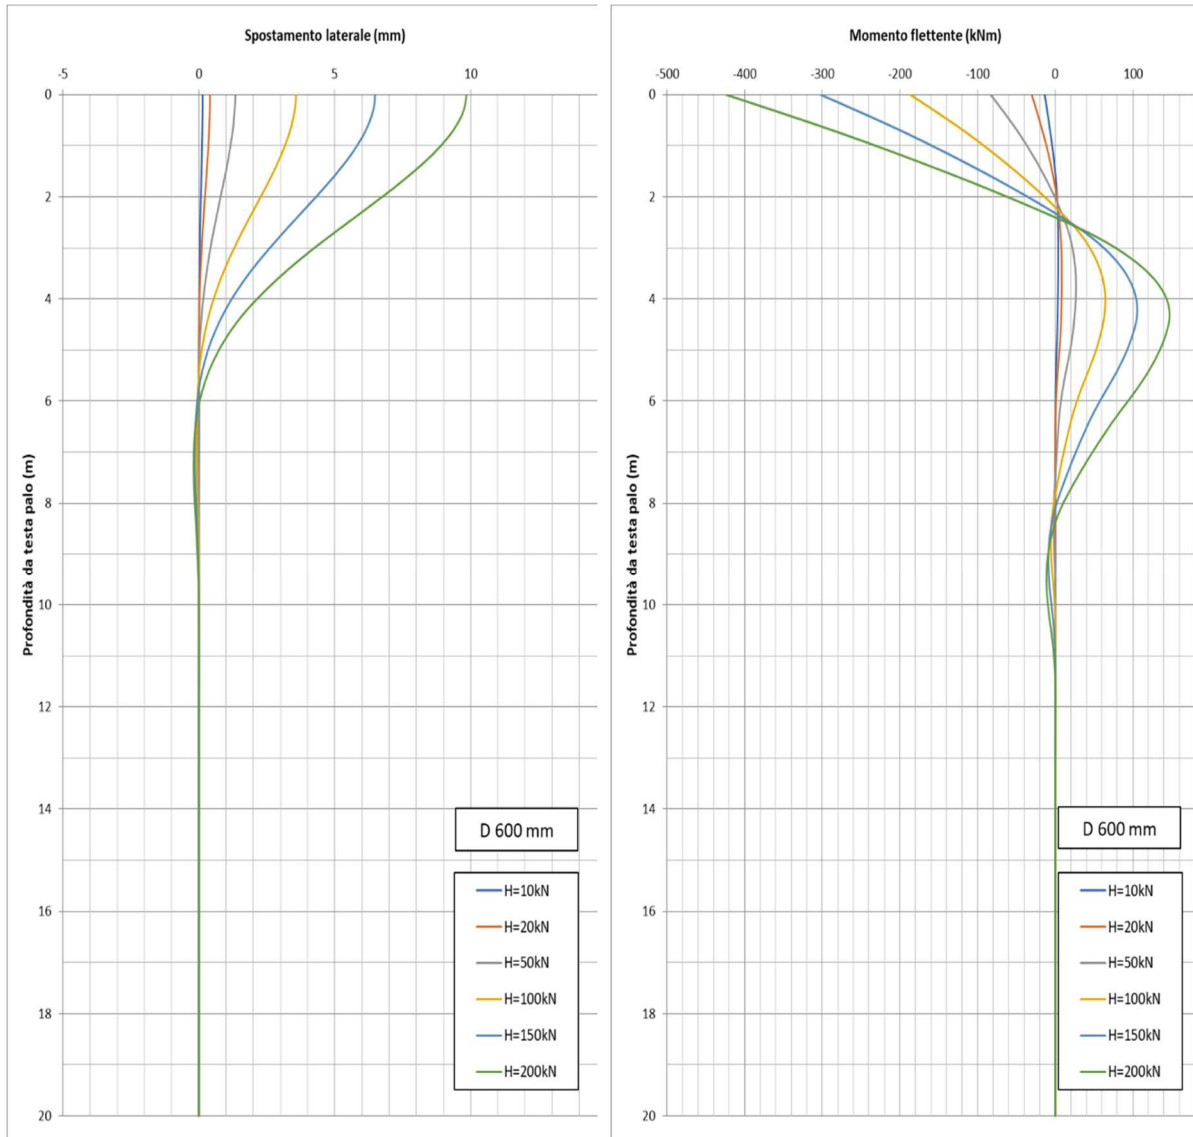 Spostamento laterale (mm)
-5 0 5 10
0
2
4
6
8
10
12
14
16
18
20
Profondità da testa palo (m)
D 600 mm
H=10kN
H=20kN
H=50kN
H=100kN
H=150kN
H=200kN
Momento flettente (kNm)
-500 -400 -300 -200 -100 0 100
0
2
4
6
8
10
12
14
16
18
20
Profondità da testa palo (m)
D 600 mm
H=10kN
H=20kN
H=50kN
H=100kN
H=150kN
H=200kN